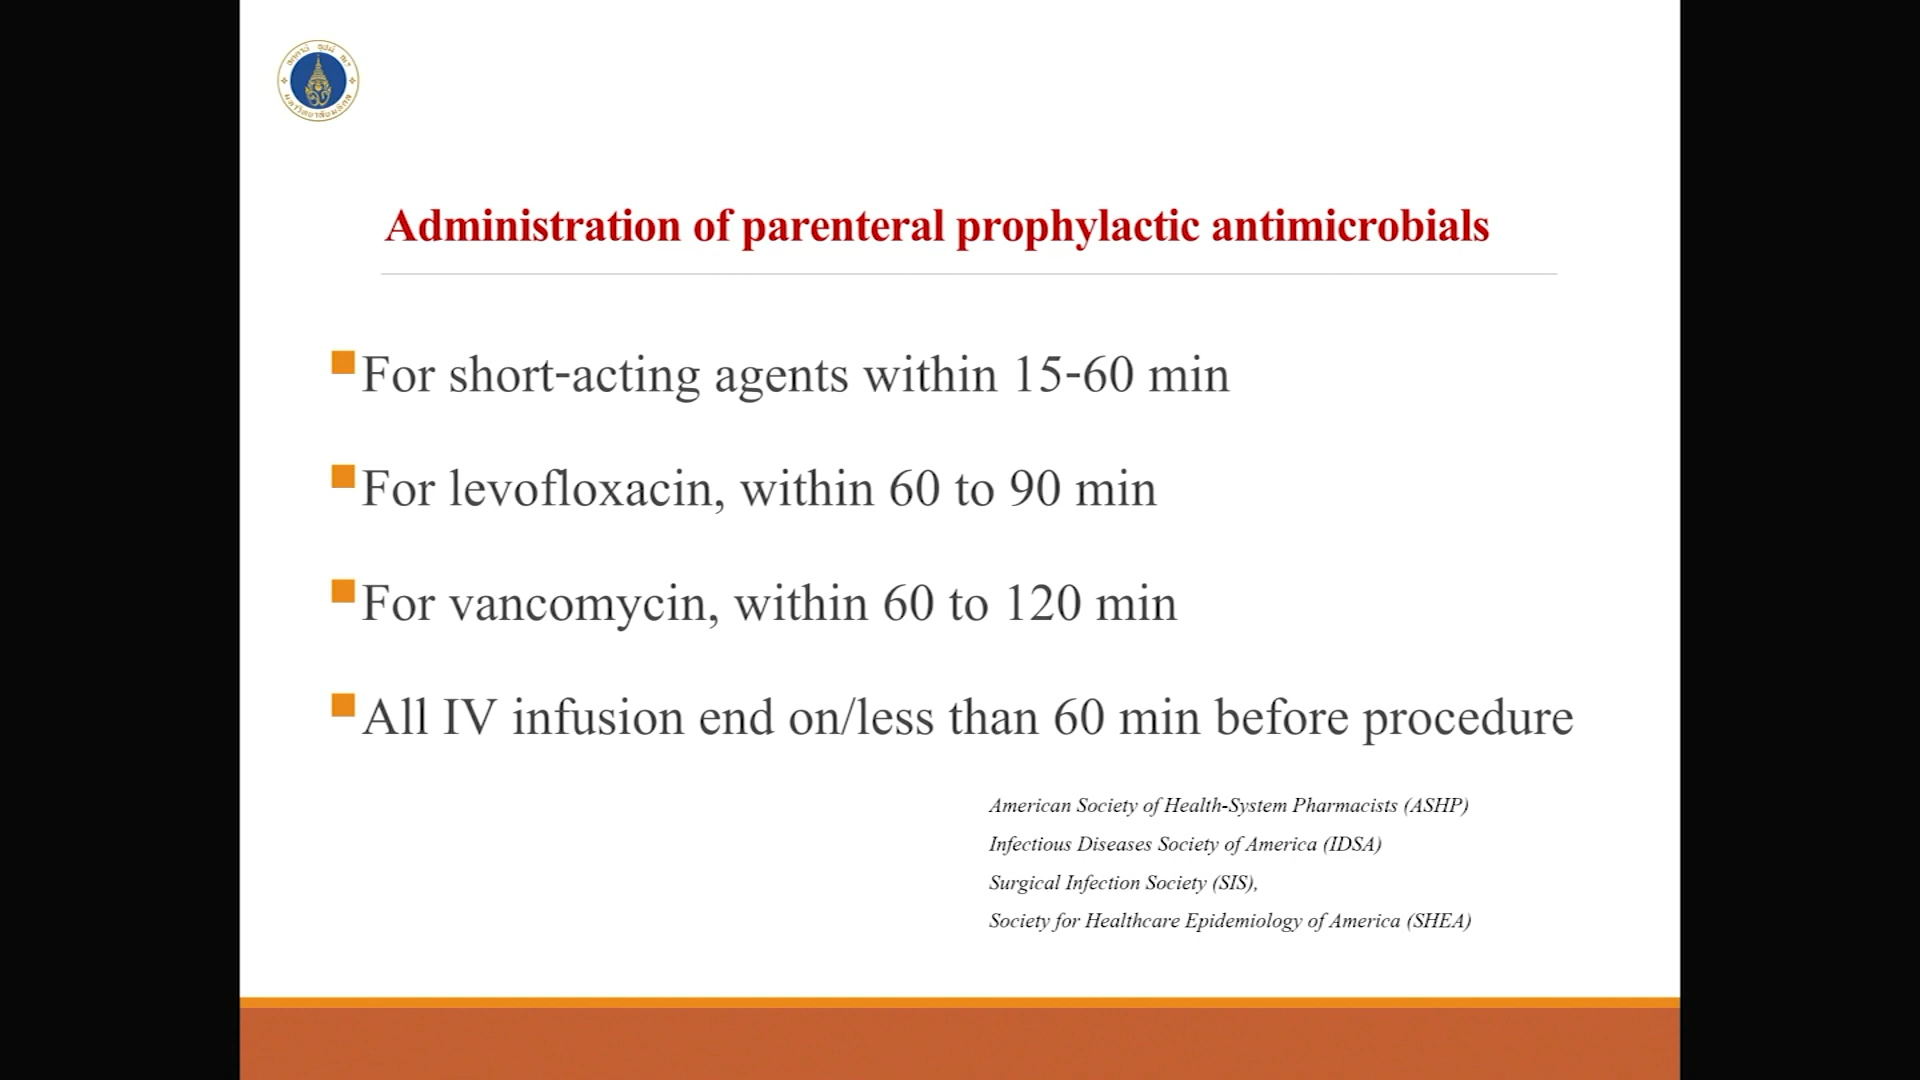 Administration of parenteral prophylactic antimicrobials
For short-acting agents within 15-60 min
For levofloxacin, within 60 to 90 min
For vancomycin, within 60 to 120 min
All IV infusion end on/less than 60 min before procedure
American Society of Health-System Pharmacists (ASHP)
Infectious Diseases Society of America (IDSA)
Surgical Infection Society (SIS),
Society for Healthcare Epidemiology of America (SHEA)